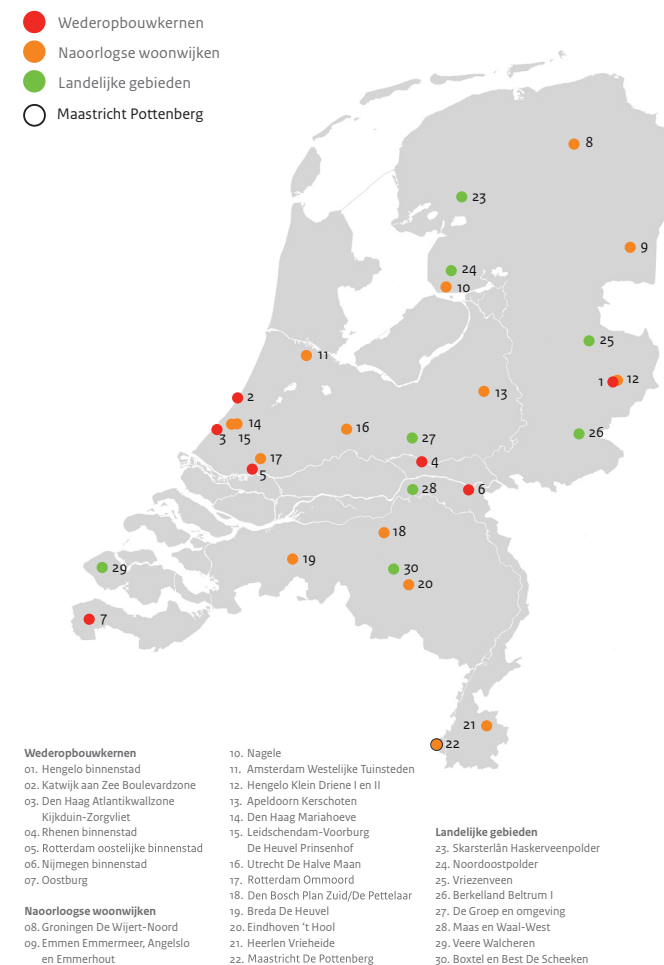 Wederopbouwkernen
Naoorlogse woonwijken
Landelijke gebieden
Maastricht Pottenberg
8
23
9
24
10
25
11
1
12
13
2
14
3
15
16
27
26
17
4
5
28
6
18
19
30
29
20
7
21
22
Wederopbouwkernen
01. Hengelo binnenstad
02. Katwijk aan Zee Boulevardzone
03. Den Haag Atlantikwallzone
Kijkduin-Zorgvliet
04. Rhenen binnenstad
05. Rotterdam oostelijke binnenstad
06. Nijmegen binnenstad
07. Oostburg
Naoorloogse woonwijken
08. Groningen De Wijert-Noord
09. Emmen Emmermeer, Angelslo
en Emmerhout
10. Nagele
11. Amsterdam Westelijke Tuinsteden
12. Hengelo Klein Driene I en II
13. Apeldoorn Kerschoten
14. Den Haag Mariahoeve
15. Leidschendam-Voorburg
De Heuvel Prinsenhof
16. Utrecht De Halve Maan
17. Rotterdam Ommoord
18. Den Bosch Plan Zuid/De Pettelaar
19. Breda De Heuvel
20. Eindhoven ‘t Hool
21. Heerlen Vrieheide
22. Maastricht De Pottenberg
Landelijke gebieden
23. Skarsterlân Haskerveenpolder
24. Noordoostpolder
25. Vriezenveen
26. Berkelland Beltrum I
27. De Groep en omgeving
28. Maas en Waal-West
29. Veere Walcheren
30. Boxtel en Best De Scheeken